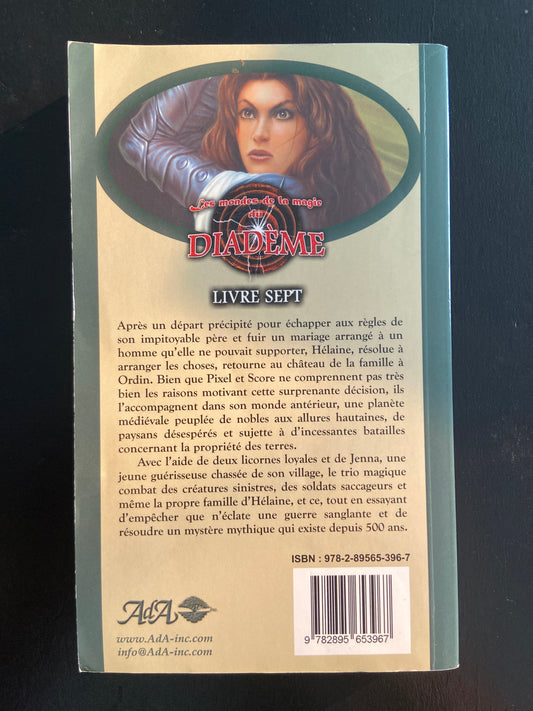 Les mondes de la magie
du
DIADÈME
LIVRE SEPT
Après un départ précipité pour échapper aux règles de
son impitoyable père et fuir un mariage arrangé à un
homme qu'elle ne pouvait supporter, Hélaine, résolue à
arranger les choses, retourne au château de la famille à
Ordin. Bien que Pixel et Score ne comprennent pas très
bien les raisons motivant cette surprenante décision, ils
l'accompagnent dans son monde antérieur, une planète
médiévale peuplée de nobles aux allures hautaines, de
paysans désespérés et sujette à d'incessantes batailles
concernant la propriété des terres.
Avec l'aide de deux licornes loyales et de Jenna, une
jeune guérisseuse chassée de son village, le trio magique
combat des créatures sinistres, des soldats saccageurs et
même la propre famille d'Hélaine, et ce, tout en essayant
d'empêcher que n'éclate une guerre sanglante et de
résoudre un mystère mythique qui existe depuis 500 ans.
ISBN : 978-2-89565-396-7
9 782895 653967
AdA
www.AdA-inc.com
info@AdA-inc.com